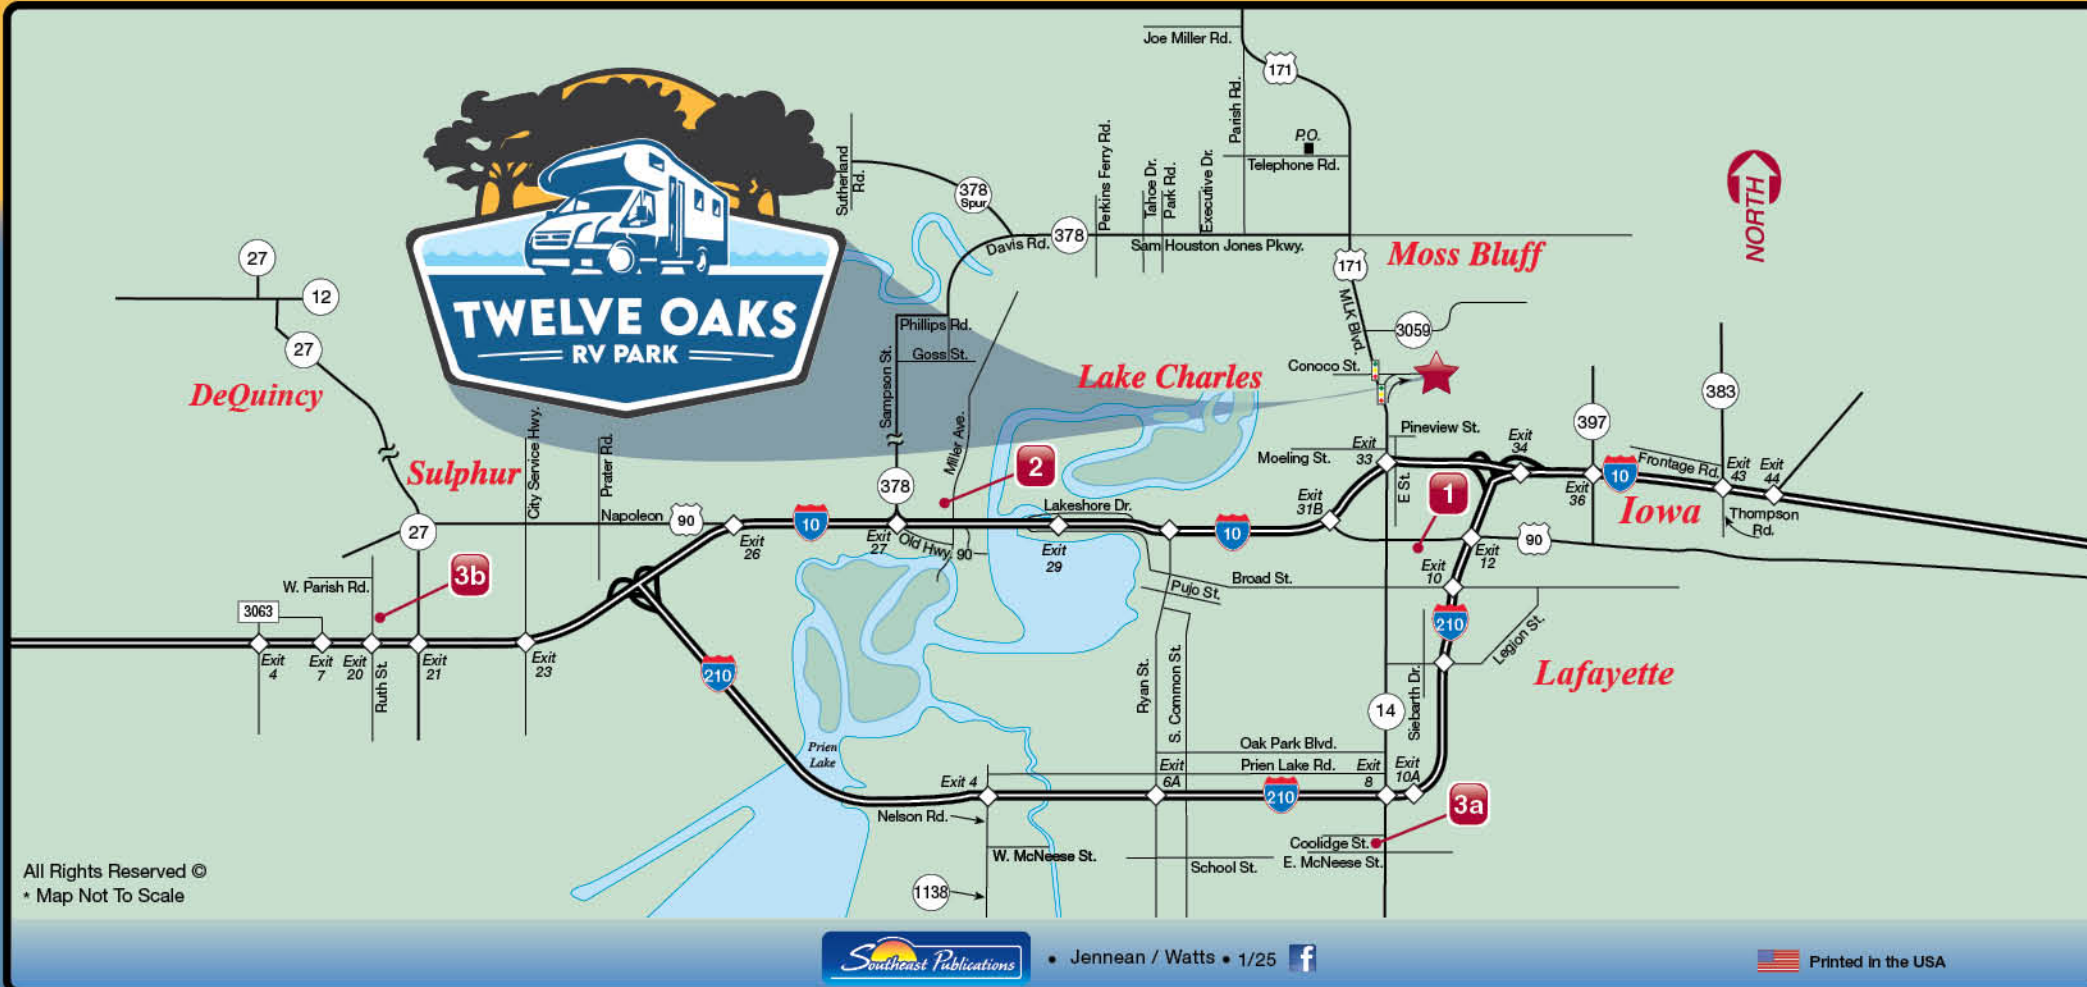 Joe Miller Rd.
171
Parish Rd.
P.O.
Telephone Rd.
Sutherland
Rd.
378
Spur
Perkins Ferry Rd.
Tahoe Dr.
Park Rd.
Executive Dr.
NORTH
Davis Rd.
378
Sam Houston Jones Pkwy.
Moss Bluff
171
MLK Blvd.
27
12
27
DeQuincy
TWELVE OAKS
RV PARK
Phillips Rd.
Goss St.
Sampson St.
Miller Ave.
3059
Conoco St.
Lake Charles
383
397
Sulphur
City Service Hwy.
Prater Rd.
2
378
Pineview St.
Exit
33
Moeling St.
E St.
Exit
34
Frontage Rd.
10
Exit
36
Exit
43
Exit
44
Iowa
Thompson
Rd.
1
Exit
31B
Lakeshore Dr.
Napoleon
90
10
10
27
Exit
26
Exit
27
Old Hwy. 90
Exit
29
90
Exit
12
Exit
10
Broad St.
Pujo St.
3b
W. Parish Rd.
3063
Exit
4
Exit
7
Exit
20
Ruth St.
Exit
21
Exit
23
210
210
Legion St.
Lafayette
Siebarth Dr.
14
Ryan St.
S. Common St.
Prien
Lake
Oak Park Blvd.
Prien Lake Rd.
Exit 4
Exit
6A
210
Exit
8
Exit
10A
3a
Nelson Rd.
Coolidge St.
W. McNeese St.
School St.
E. McNeese St.
1138
All Rights Reserved ©
* Map Not To Scale
Southeast Publications
• Jennean / Watts • 1/25
f
Printed in the USA